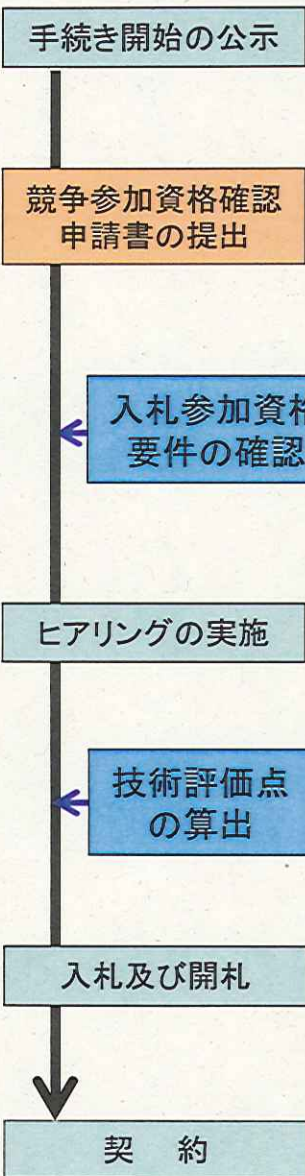 手続き開始の公示
競争参加資格確認
申請書の提出
入札参加資格
要件の確認
ヒアリングの実施
技術評価点
の算出
入札及び開札
契 約